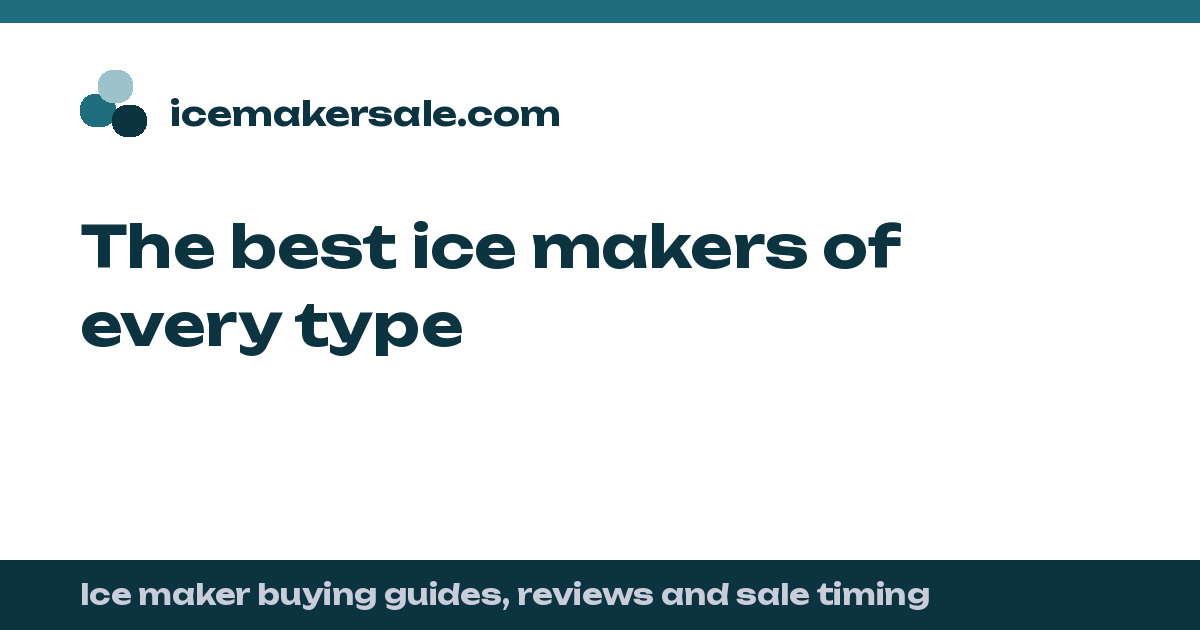 icemakersale.com
The best ice makers of
every type
Ice maker buying guides, reviews and sale timing